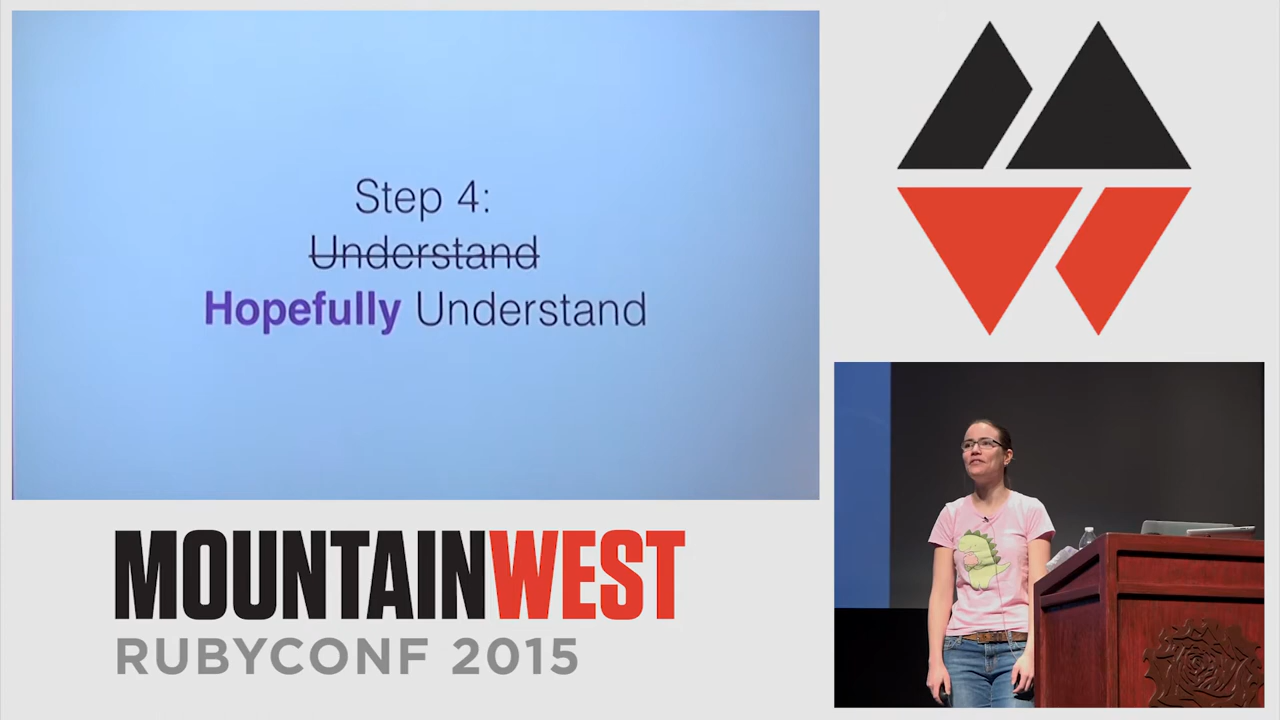 Step 4:
Understand
Hopefully Understand
MOUNTAINWEST
RUBYCONF 2015